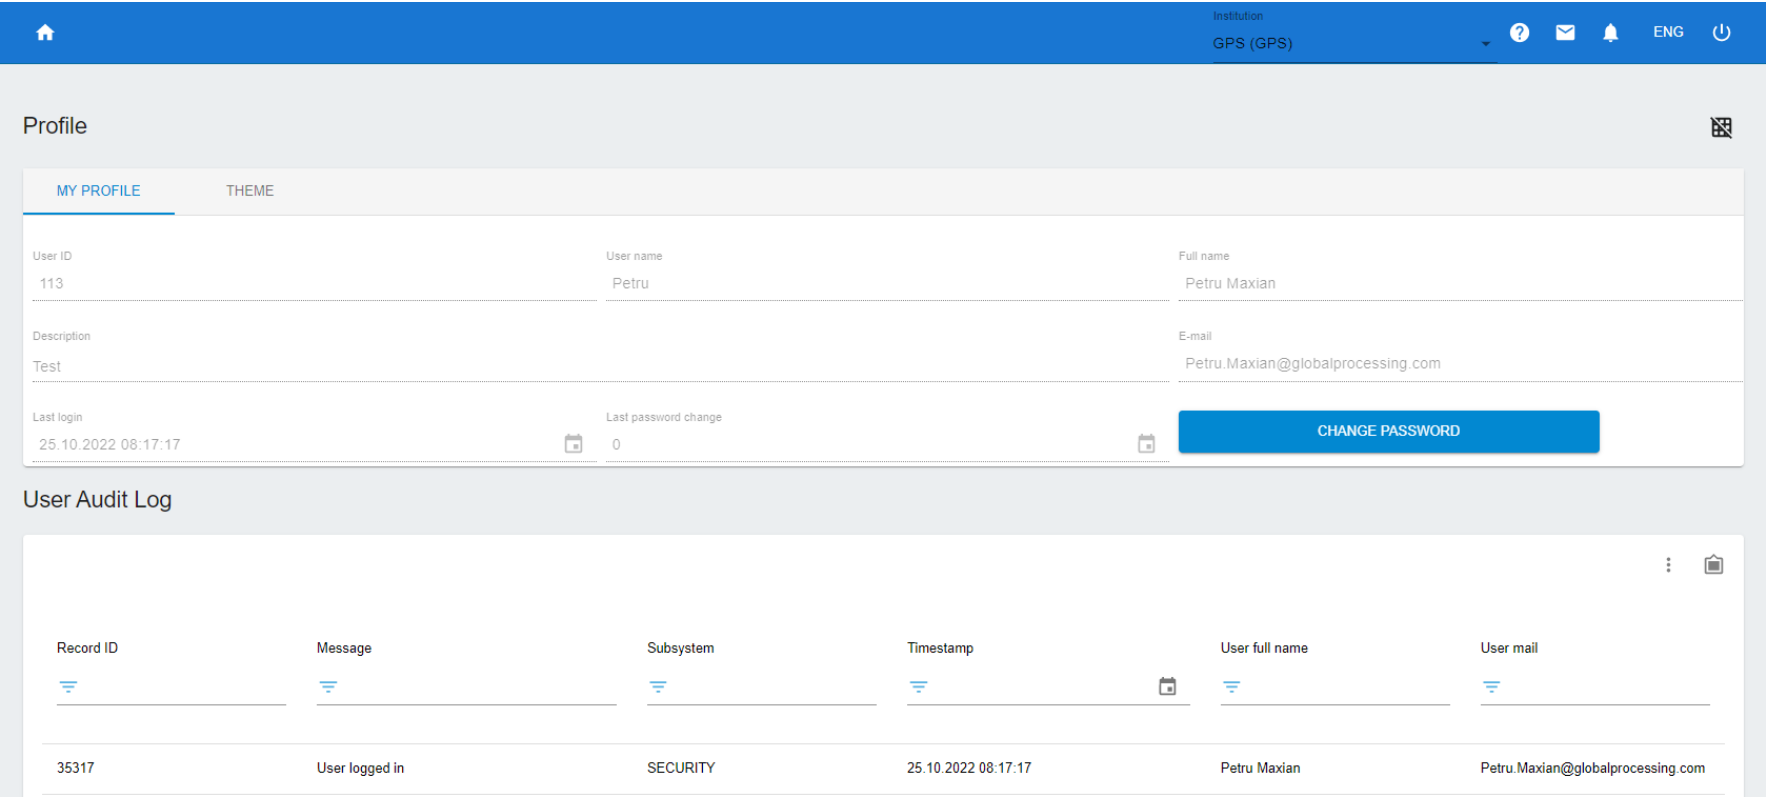 Institution
GPS (GPS)
ENG
Profile
MY PROFILE THEME
User ID User name Full name
113 Petru Petru Maxian
Description E-mail
Test Petru.Maxian@globalprocessing.com
Last login Last password change
25.10.2022 08:17:17 0 CHANGE PASSWORD
User Audit Log
Record ID Message Subsystem Timestamp User full name User mail
35317 User logged in SECURITY 25.10.2022 08:17:17 Petru Maxian Petru.Maxian@globalprocessing.com